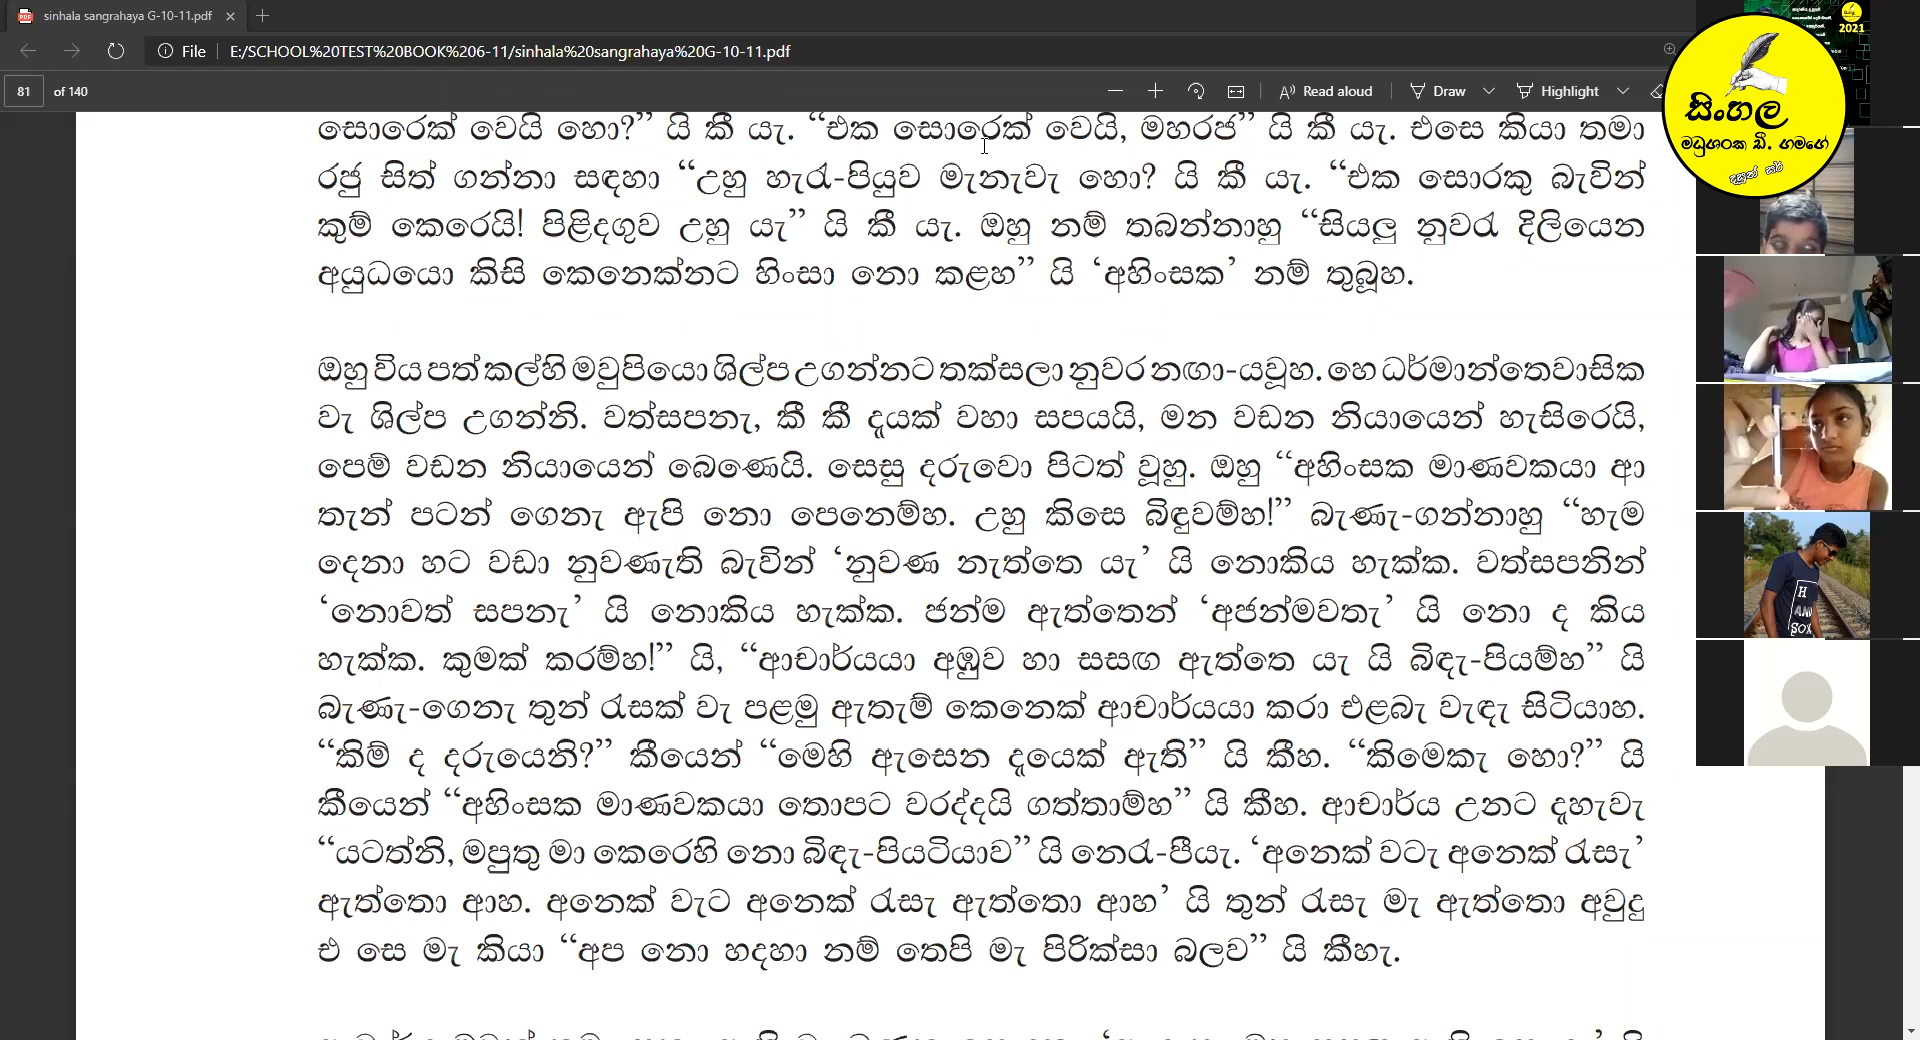 sinhala sangrahaya G-10-11.pdf
File E:/SCHOOL%20TEST%20BOOK%206-11/sinhala%20sangrahaya%20G-10-11.pdf
81 of 140 Read aloud Draw Highlight
2021
සිංහල
මධුශංක ඩී. ගමගේ
දසුන් සර්
සොරෙක් වෙයි හො?” යි කී යැ. “එක සොරෙක් වෙයි, මහරජ” යි කී යැ. එසෙ කියා තමා
රජු සිත් ගන්නා සඳහා “උහු හැරැ-පියුව මැනැවැ හො? යි කී යැ. “එක සොරකු බැවින්
කුම් කෙරෙයි! පිළිදගුව උහු යැ” යි කී යැ. ඔහු නම් තබන්නාහු “සියලු නුවරැ දිලියෙන
අයුධයො කිසි කෙනෙක්නට හිංසා නො කළහ” යි ‘අහිංසක’ නම් තුබූහ.
ඔහු විය පත් කල්හි මවුපියො ශිල්ප උගන්නට තක්සලා නුවර නඟා-යවූහ. හෙ ධර්මාන්තෙවාසික
වැ ශිල්ප උගන්නි. වත්සපනැ, කී කී දෑයක් වහා සපයයි, මන වඩන නියායෙන් හැසිරෙයි,
පෙම් වඩන නියායෙන් බෙණෙයි. සෙසු දරුවො පිටත් වූහු. ඔහු “අහිංසක මාණවකයා ආ
තැන් පටන් ගෙනැ ඇපි නො පෙනෙම්හ. උහු කිසෙ බිඳුවම්හ!” බැණැ-ගන්නාහු “හැම
දෙනා හට වඩා නුවණැති බැවින් ‘නුවණ නැත්තෙ යැ’ යි නොකිය හැක්ක. වත්සපනින්
‘නොවත් සපනැ’ යි නොකිය හැක්ක. ජන්ම ඇත්තෙන් ‘අජන්මවතැ’ යි නො ද කිය
හැක්ක. කුමක් කරම්හ!” යි, “ආචාර්යයා අඹුව හා සසඟ ඇත්තෙ යැ යි බිඳැ-පියම්හ” යි
බැණැ-ගෙනැ තුන් රැසක් වැ පළමු ඇතැම් කෙනෙක් ආචාර්යයා කරා එළබැ වැඳැ සිටියාහ.
“කිම් ද දරුයෙනි?” කීයෙන් “මෙහි ඇසෙන දෑයෙක් ඇති” යි කීහ. “කිමෙකැ හො?” යි
කීයෙන් “අහිංසක මාණවකයා තොපට වරද්දයි ගත්තාම්හ” යි කීහ. ආචාර්ය උනට දැහැවැ
“යටත්නි, මපුතු මා කෙරෙහි නො බිඳැ-පියටියාව” යි නෙරැ-පීයැ. ‘අනෙක් වටැ අනෙක් රැසැ’
ඇත්තො ආහ. අනෙක් වැට අනෙක් රැසැ ඇත්තො ආහ’ යි තුන් රැසැ මැ ඇත්තො අවුදු
එ සෙ මැ කියා “අප නො හදහා නම් තෙපි මැ පිරික්සා බලව” යි කීහැ.